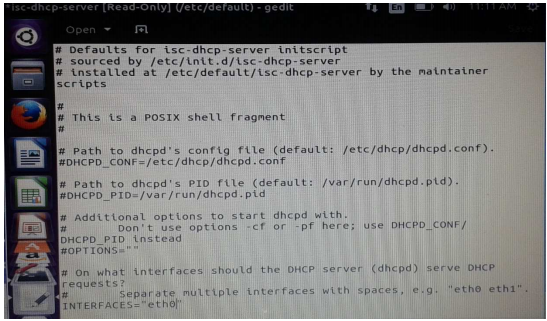 *isc-dhcp-server [Read-Only] (/etc/default) - gedit
En
11:11 AM
Open
# Defaults for isc-dhcp-server initscript
# sourced by /etc/init.d/isc-dhcp-server
# installed at /etc/default/isc-dhcp-server by the maintainer
scripts
#
# This is a POSIX shell fragment
#
# Path to dhcpd's config file (default: /etc/dhcp/dhcpd.conf).
#DHCPD_CONF=/etc/dhcp/dhcpd.conf
# Path to dhcpd's PID file (default: /var/run/dhcpd.pid).
#DHCPD_PID=/var/run/dhcpd.pid
# Additional options to start dhcpd with.
#       Don't use options -cf or -pf here; use DHCPD_CONF/
DHCPD_PID instead
#OPTIONS=""
# On what interfaces should the DHCP server (dhcpd) serve DHCP
requests?
#       Separate multiple interfaces with spaces, e.g. "eth0 eth1".
INTERFACES="eth0"